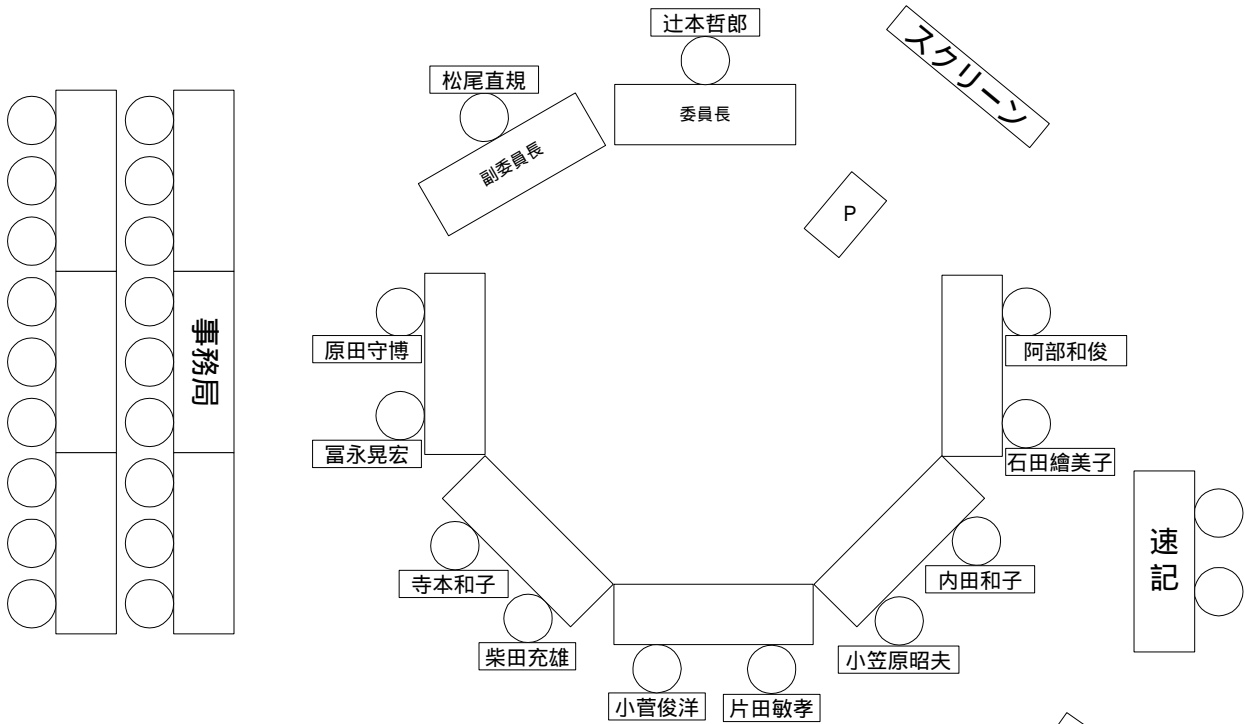 辻本哲郎
スクリーン
松尾直規
委員長
副委員長
P
事務局
原田守博
阿部和俊
冨永晃宏
石田繪美子
速記
寺本和子
内田和子
柴田充雄
小笠原昭夫
小菅俊洋
片田敏孝